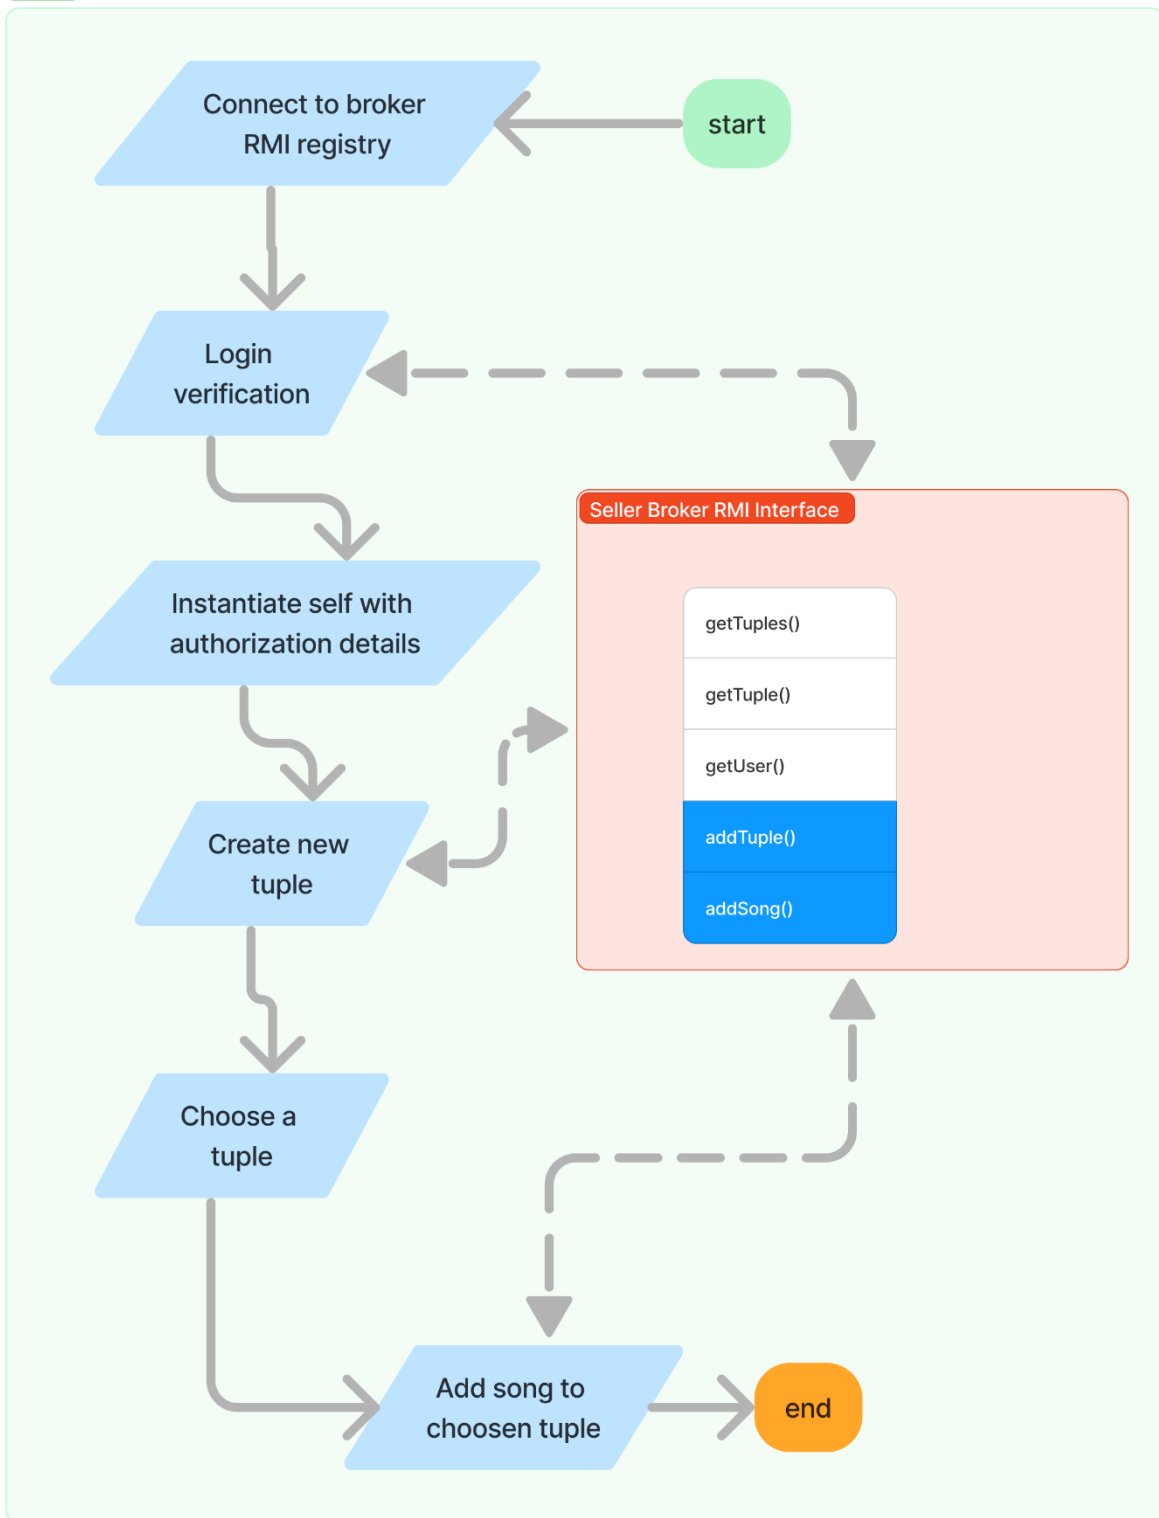 Connect to broker
RMI registry
start
Login
verification
Seller Broker RMI Interface
Instantiate self with
authorization details
getTuples()
getTuple()
getUser()
addTuple()
addSong()
Create new
tuple
Choose a
tuple
Add song to
choosen tuple
end